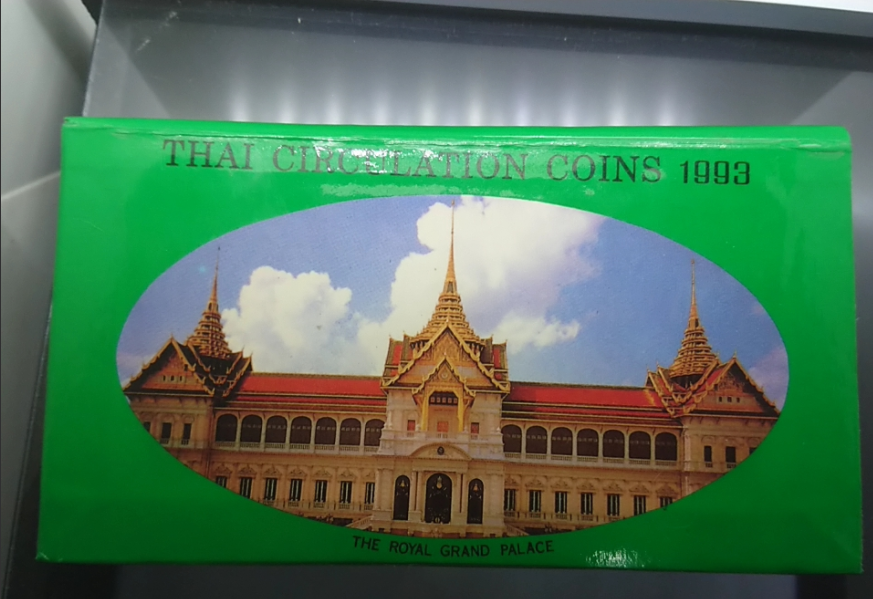 THAI CIRCULATION COINS 1993
THE ROYAL GRAND PALACE